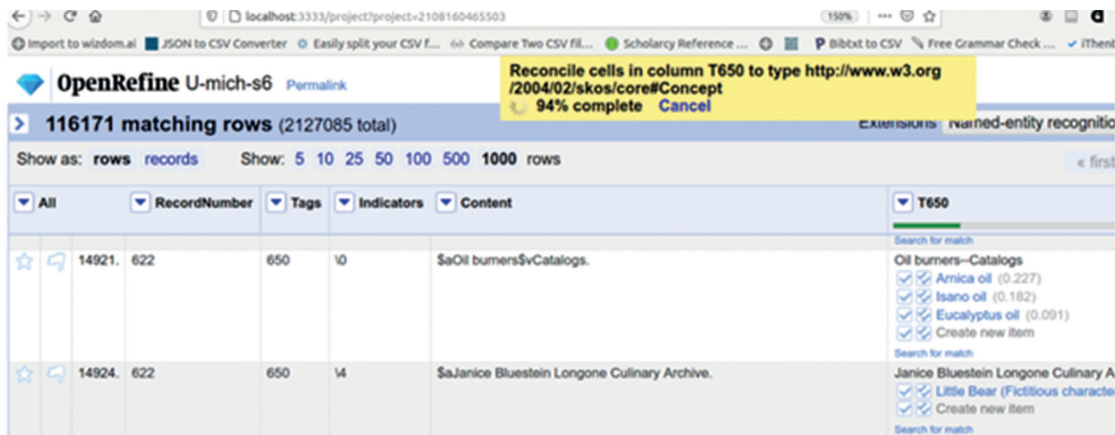 localhost:3333/project?project=2108160465503 150%
Import to wizdom.ai JSON to CSV Converter Easily split your CSV f... Compare Two CSV fil... Scholarcy Reference ... Bibtxt to CSV Free Grammar Check ... iThent
OpenRefine U-mich-s6 Permalink
Reconcile cells in column T650 to type http://www.w3.org
/2004/02/skos/core#Concept
94% complete Cancel
116171 matching rows (2127085 total) Extensions Named-entity recognitio
Show as: rows records Show: 5 10 25 50 100 500 1000 rows « first
All RecordNumber Tags Indicators Content T650
Search for match
14921. 622 650 \0 $aOil burners$vCatalogs. Oil burners--Catalogs
Arnica oil (0.227)
Isano oil (0.182)
Eucalyptus oil (0.091)
Create new item
Search for match
14924. 622 650 \4 $aJanice Bluestein Longone Culinary Archive. Janice Bluestein Longone Culinary A
Little Bear (Fictitious character
Create new item
Search for match